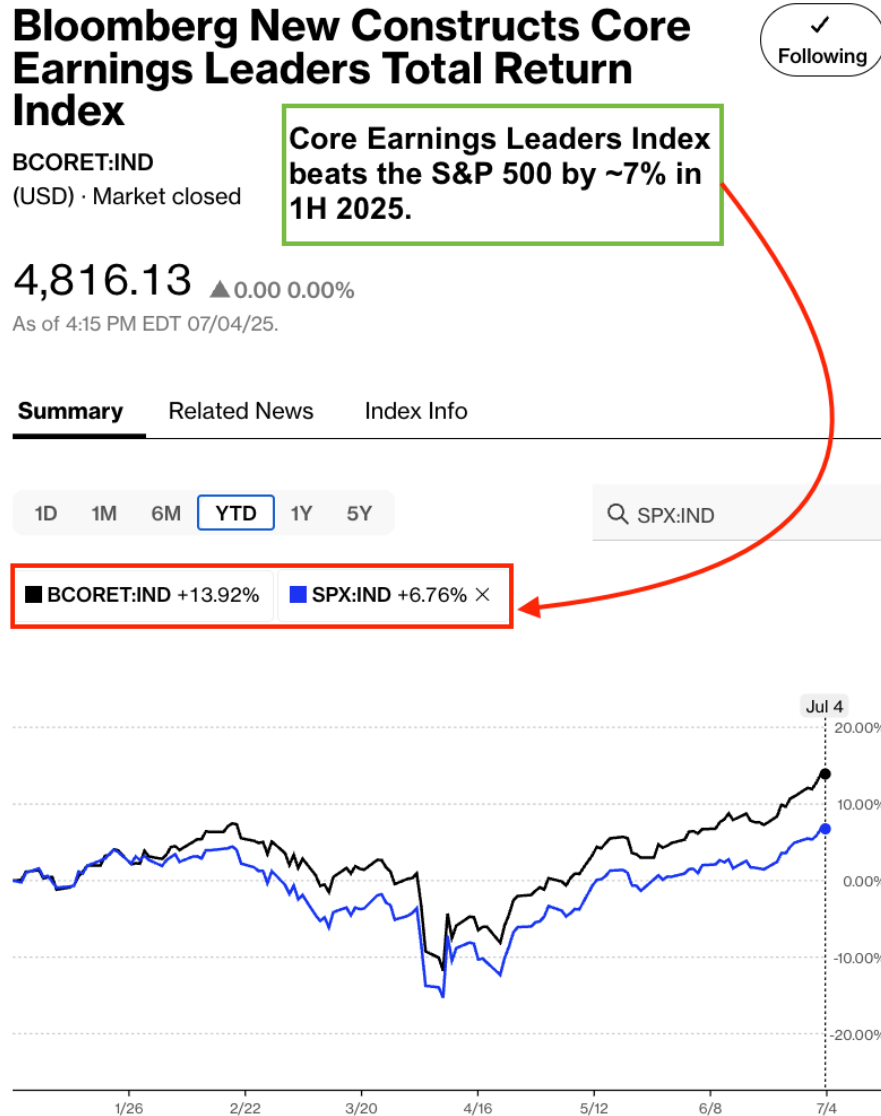 Bloomberg New Constructs Core
Earnings Leaders Total Return
Index
✓
Following
BCORET:IND
(USD) · Market closed
Core Earnings Leaders Index
beats the S&P 500 by ~7% in
1H 2025.
4,816.13 ▲0.00 0.00%
As of 4:15 PM EDT 07/04/25.
Summary Related News Index Info
1D 1M 6M YTD 1Y 5Y
SPX:IND
BCORET:IND +13.92% SPX:IND +6.76% ×
Jul 4
20.00%
10.00%
0.00%
-10.00%
-20.00%
1/26 2/22 3/20 4/16 5/12 6/8 7/4